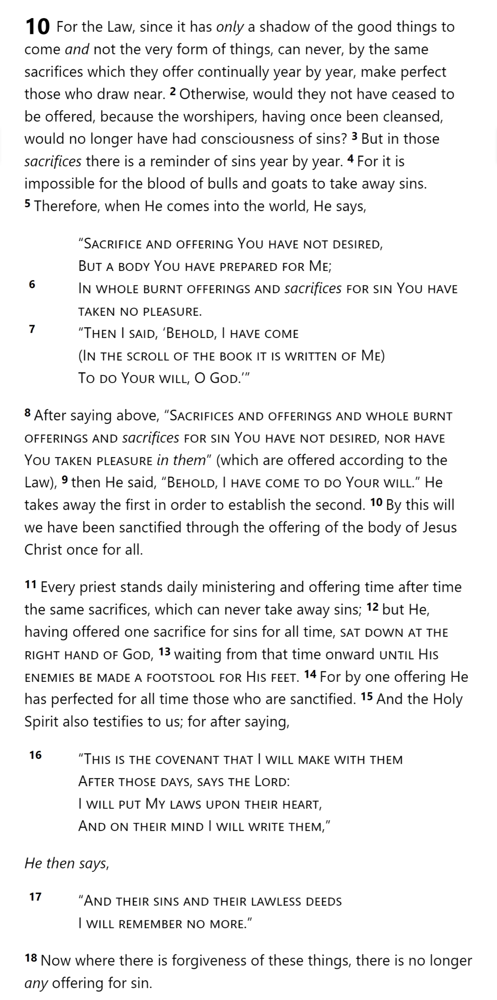 10 For the Law, since it has only a shadow of the good things to
come and not the very form of things, can never, by the same
sacrifices which they offer continually year by year, make perfect
those who draw near. 2 Otherwise, would they not have ceased to
be offered, because the worshipers, having once been cleansed,
would no longer have had consciousness of sins? 3 But in those
sacrifices there is a reminder of sins year by year. 4 For it is
impossible for the blood of bulls and goats to take away sins.
5 Therefore, when He comes into the world, He says,
“Sacrifice and offering You have not desired,
But a body You have prepared for Me;
6 In whole burnt offerings and sacrifices for sin You have
taken no pleasure.
7 “Then I said, ‘Behold, I have come
(In the scroll of the book it is written of Me)
To do Your will, O God.’”
8 After saying above, “Sacrifices and offerings and whole burnt
offerings and sacrifices for sin You have not desired, nor have
You taken pleasure in them” (which are offered according to the
Law), 9 then He said, “Behold, I have come to do Your will.” He
takes away the first in order to establish the second. 10 By this will
we have been sanctified through the offering of the body of Jesus
Christ once for all.
11 Every priest stands daily ministering and offering time after time
the same sacrifices, which can never take away sins; 12 but He,
having offered one sacrifice for sins for all time, sat down at the
right hand of God, 13 waiting from that time onward until His
enemies be made a footstool for His feet. 14 For by one offering He
has perfected for all time those who are sanctified. 15 And the Holy
Spirit also testifies to us; for after saying,
16 “This is the covenant that I will make with them
After those days, says the Lord:
I will put My laws upon their heart,
And on their mind I will write them,”
He then says,
17 “And their sins and their lawless deeds
I will remember no more.”
18 Now where there is forgiveness of these things, there is no longer
any offering for sin.